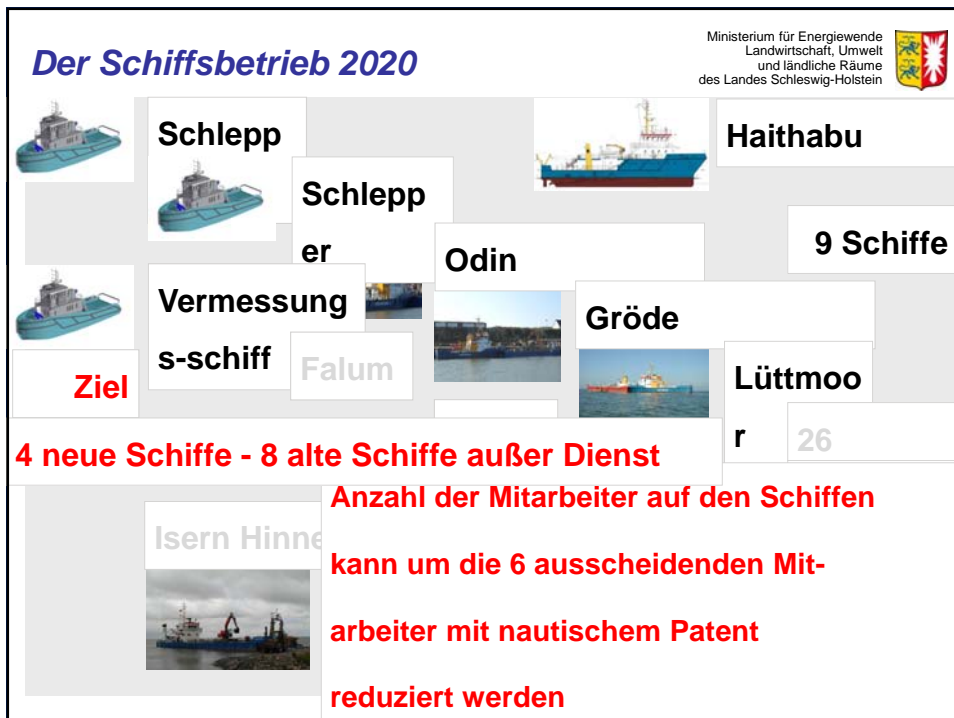 Der Schiffsbetrieb 2020
Ministerium für Energiewende
Landwirtschaft, Umwelt
und ländliche Räume
des Landes Schleswig-Holstein
Schlepp
Haithabu
Schlepp
er
Odin
9 Schiffe
Vermessung
s-schiff
Gröde
Falum
Ziel
Lüttmoo
r
26
4 neue Schiffe - 8 alte Schiffe außer Dienst
Anzahl der Mitarbeiter auf den Schiffen
Isern Hinne
kann um die 6 ausscheidenden Mit-
arbeiter mit nautischem Patent
reduziert werden